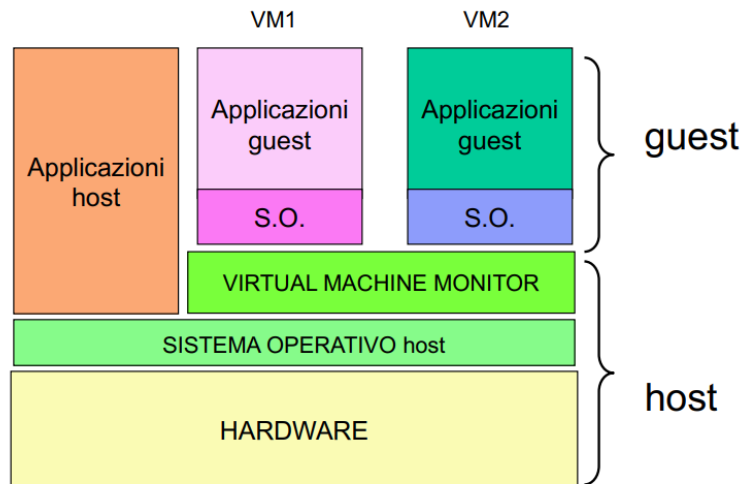 VM1
VM2
Applicazioni
host
Applicazioni
guest
Applicazioni
guest
guest
S.O.
S.O.
VIRTUAL MACHINE MONITOR
SISTEMA OPERATIVO host
host
HARDWARE